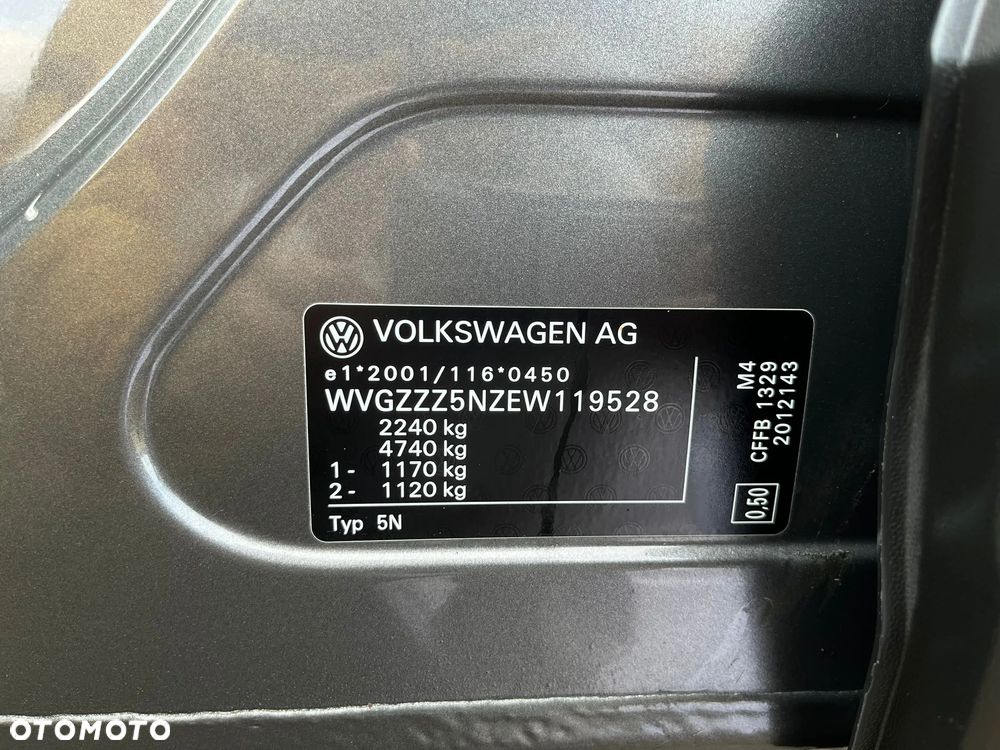 VOLKSWAGEN AG
e1*2001/116*0450
WVGZZZ5NZEW119528
2240 kg
4740 kg
1- 1170 kg
2- 1120 kg
Typ 5N
M4
CFFB 1329
2012143
0,50
OTOMOTO